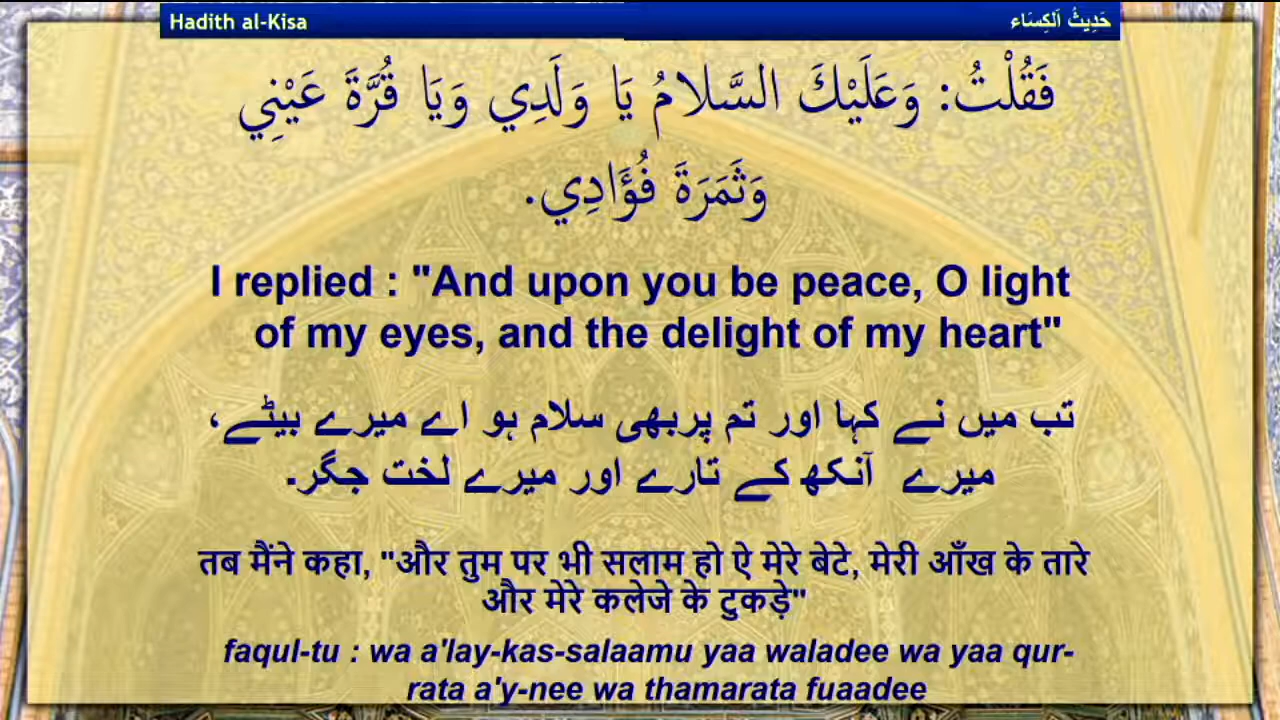 Hadith al-Kisa
حَدِيثُ اَلكِسَاء
فَقُلْتُ: وَعَلَيْكَ السَّلامُ يَا وَلَدِي وَيَا قُرَّةَ عَيْنِي
وَثَمَرَةَ فُؤَادِي.
I replied : "And upon you be peace, O light
of my eyes, and the delight of my heart"
تب میں نے کہا اور تم پربھی سلام ہو اے میرے بیٹے،
میرے آنکھ کے تارے اور میرے لخت جگر.
तब मैंने कहा, "और तुम पर भी सलाम हो ऐ मेरे बेटे, मेरी आँख के तारे
और मेरे कलेजे के टुकड़े"
faqul-tu : wa a'lay-kas-salaamu yaa waladee wa yaa qur-
rata a'y-nee wa thamarata fuaadee